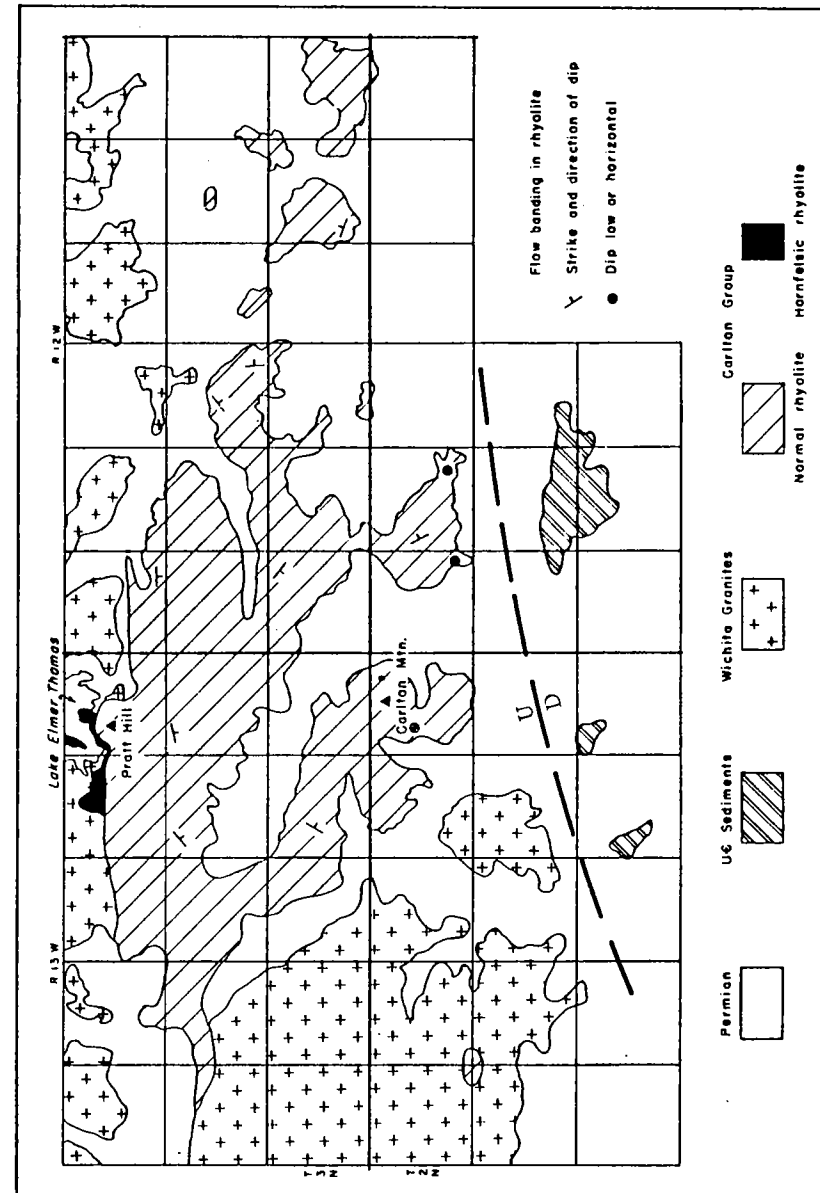 Lake Elmer Thomas
Pratt Hill
Carlton Mtn.
R 13 W
R 12 W
T
3
N
T
2
N
U
D
Flow banding in rhyolite
Strike and direction of dip
Dip low or horizontal
Permian
UЄ Sediments
Wichita Granites
Carlton Group
Normal rhyolite
Hornfelsic rhyolite